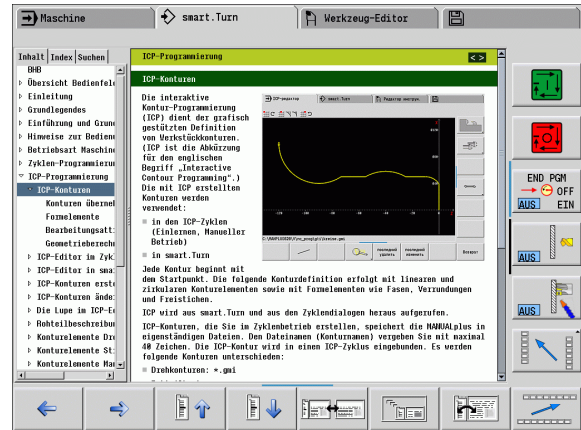 Maschine
smart.Turn
Werkzeug-Editor
Inhalt Index Suchen
BHB
Übersicht Bedienfel
Einleitung
Grundlegendes
Einführung und Grun
Hinweise zur Bedien
Betriebsart Maschin
Zyklen-Programmieru
ICP-Programmierung
ICP-Konturen
Konturen überne
Formelemente
Bearbeitungsatt
Geometrieberech
ICP-Editor im Zyk
ICP-Editor in sma
ICP-Konturen erst
ICP-Konturen ände
Die Lupe im ICP-E
Rohteilbeschreibu
Konturelemente Dr
Konturelemente St
Konturelemente Ma
ICP-Programmierung
ICP-Konturen
Die interaktive
Kontur-Programmierung
(ICP) dient der grafisch
gestützten Definition
von Werkstückkonturen.
(ICP ist die Abkürzung
für den englischen
Begriff „Interactive
Contour Programming“.)
Die mit ICP erstellten
Konturen werden
verwendet:
in den ICP-Zyklen
(Einlernen, Manueller
Betrieb)
in smart.Turn
Jede Kontur beginnt mit
dem Startpunkt. Die folgende Konturdefinition erfolgt mit linearen und
zirkularen Konturelementen sowie mit Formelementen wie Fasen, Verrundungen
und Freistichen.
ICP wird aus smart.Turn und aus den Zyklendialogen heraus aufgerufen.
ICP-Konturen, die Sie im Zyklenbetrieb erstellen, speichert die MANUALplus in
eigenständigen Dateien. Den Dateinamen (Konturnamen) vergeben Sie mit maximal
40 Zeichen. Die ICP-Kontur wird in einen ICP-Zyklus eingebunden. Es werden
folgende Konturen unterschieden:
Drehkonturen: *.gmi
smart.Turn
END PGM
OFF
AUS EIN
AUS
AUS